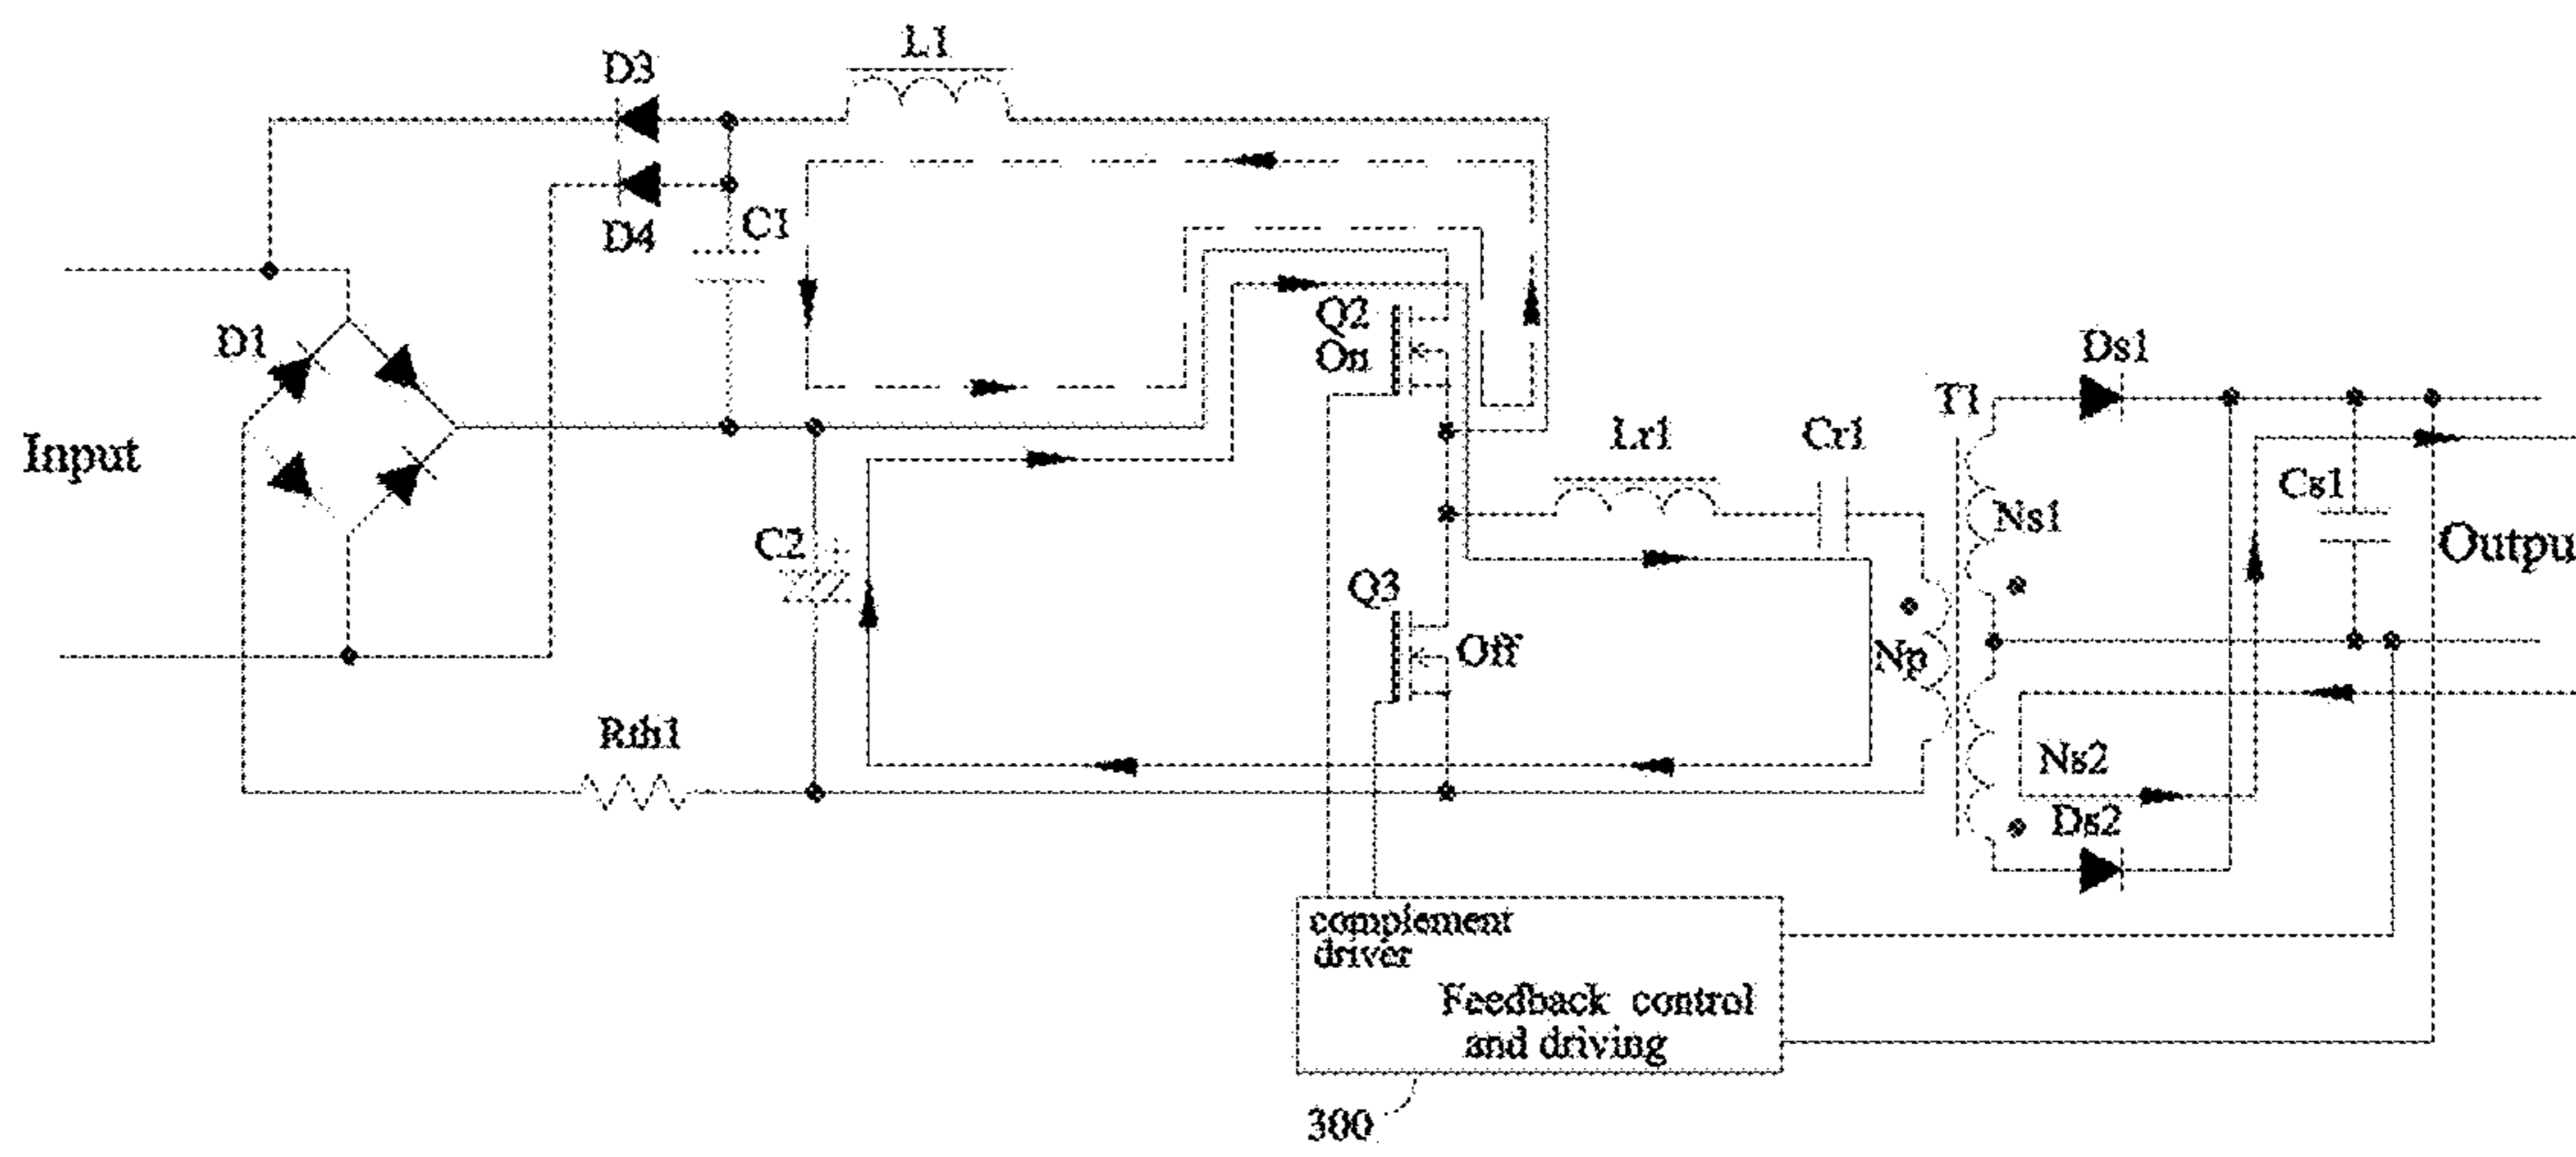 L1
D3
D4
C1
D1
Q2
On
Ds1
T1
Input
Lr1
Cr1
Cs1
Ns1
C2
Outpu
Q3
Off
Np
Rth1
Ns2
Ds2
complement
driver
Feedback control
and driving
300